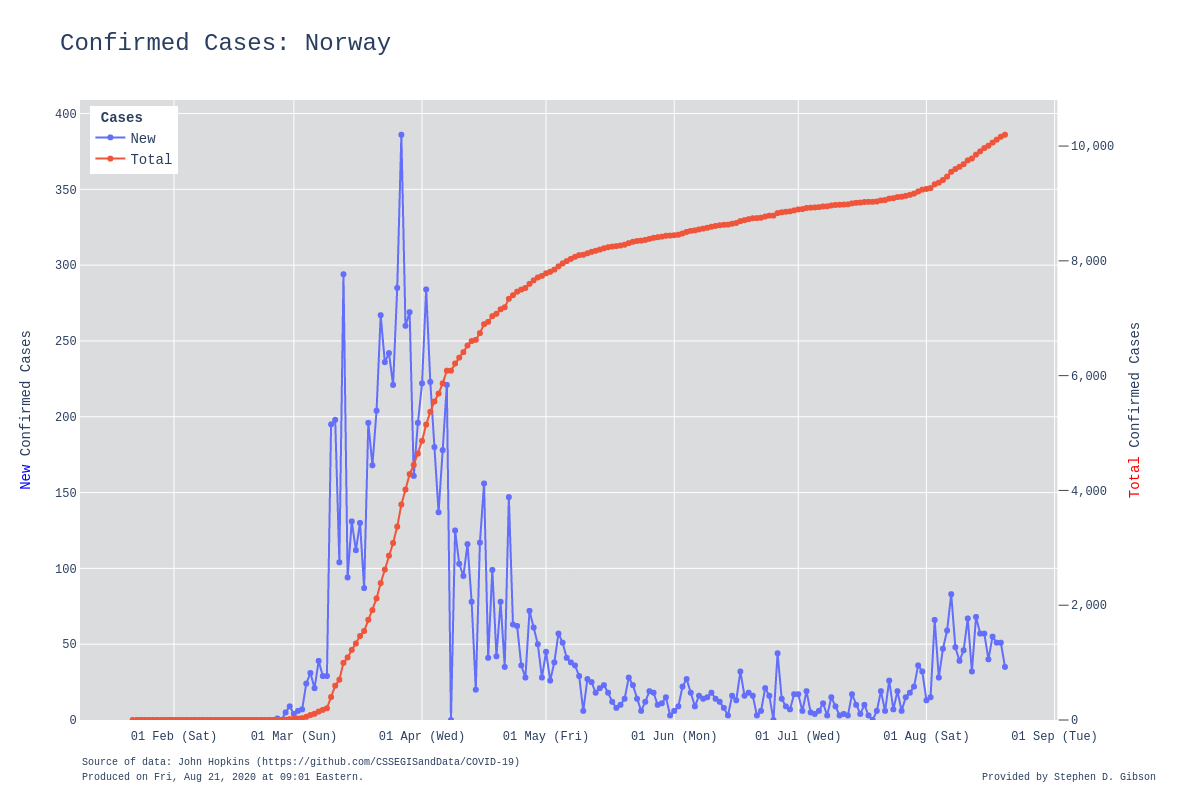 Confirmed Cases: Norway
Cases
New
Total
400
350
300
250
200
150
100
50
0
10,000
8,000
6,000
4,000
2,000
0
New Confirmed Cases
Total Confirmed Cases
01 Feb (Sat)
01 Mar (Sun)
01 Apr (Wed)
01 May (Fri)
01 Jun (Mon)
01 Jul (Wed)
01 Aug (Sat)
01 Sep (Tue)
Source of data: John Hopkins (https://github.com/CSSEGISandData/COVID-19)
Produced on Fri, Aug 21, 2020 at 09:01 Eastern.
Provided by Stephen D. Gibson